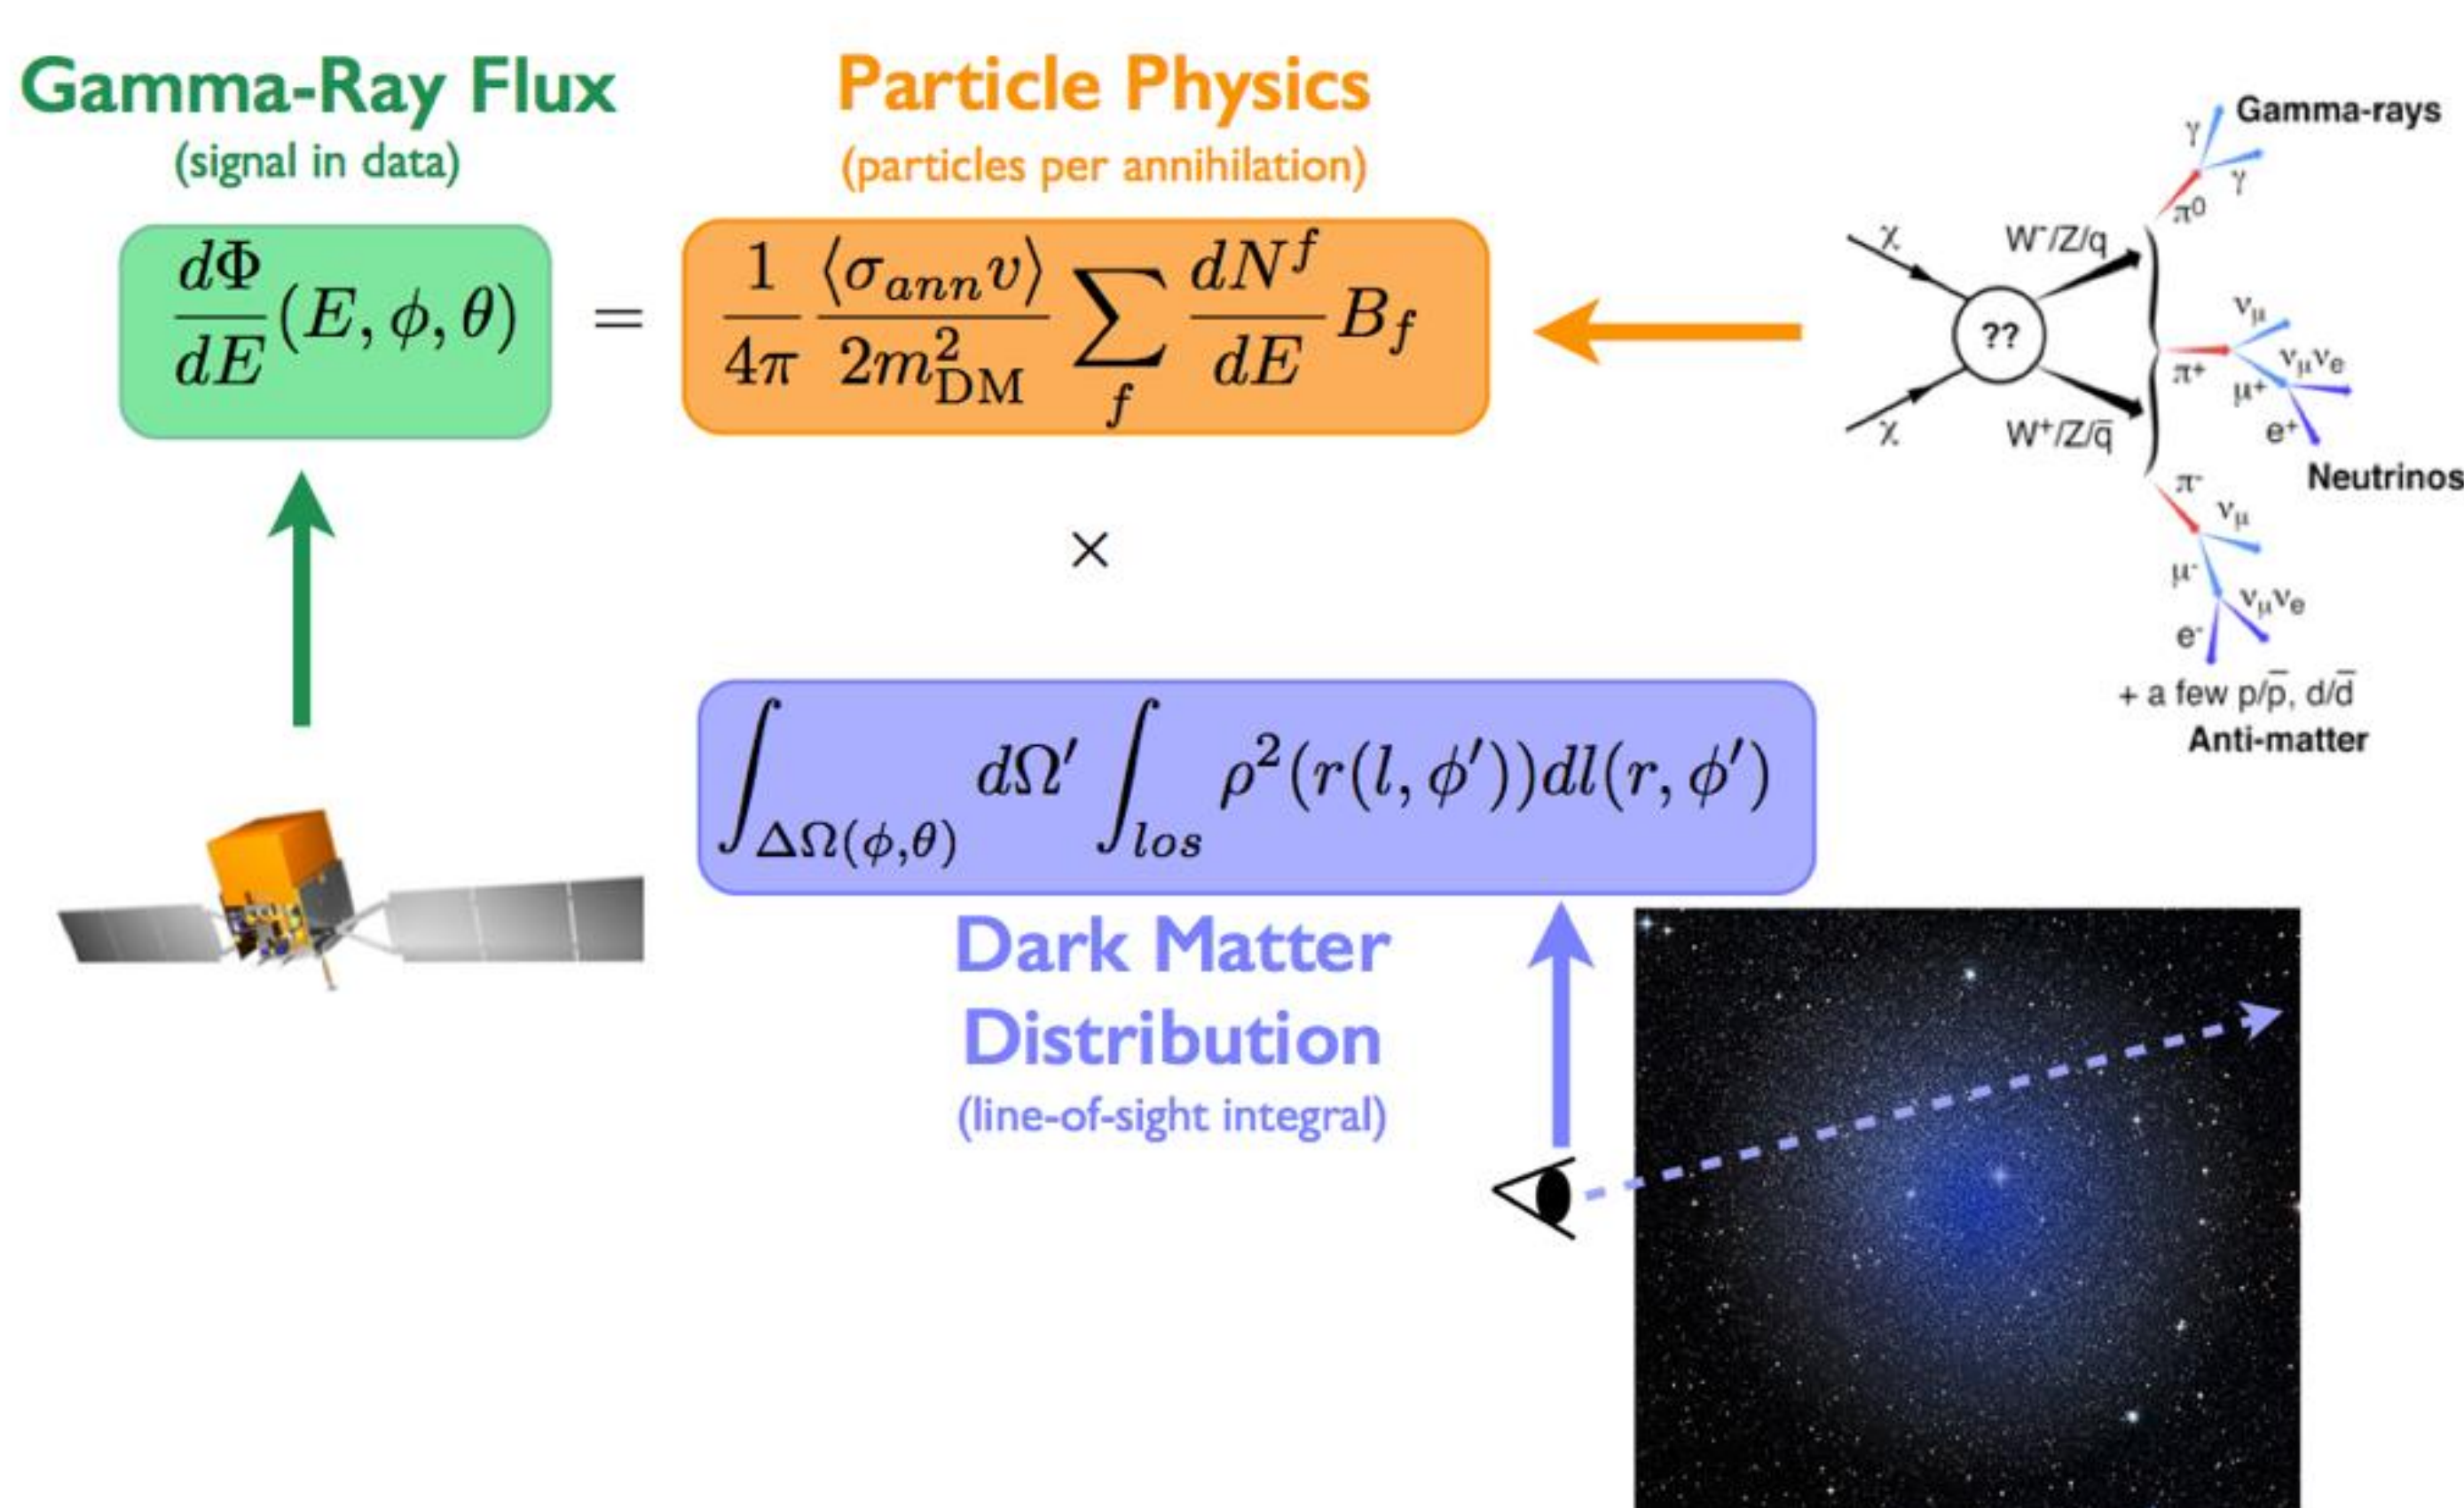 Gamma-Ray Flux
(signal in data)
Particle Physics
(particles per annihilation)
dΦ/dE (E, ϕ, θ) = 1/4π ⟨σ_ann v⟩/2m²_DM ∑_f dN^f/dE B_f
×
∫_ΔΩ(ϕ,θ) dΩ′ ∫_los ρ²(r(l, ϕ′))dl(r, ϕ′)
Dark Matter
Distribution
(line-of-sight integral)
Gamma-rays
γ
γ
π⁰
χ
W⁻/Z/q
??
χ
W⁺/Z/q̄
π⁺
ν_μ
ν_μν_e
μ⁺
e⁺
Neutrinos
π⁻
ν_μ
μ⁻
ν_μν_e
e⁻
+ a few p/p̄, d/d̄
Anti-matter